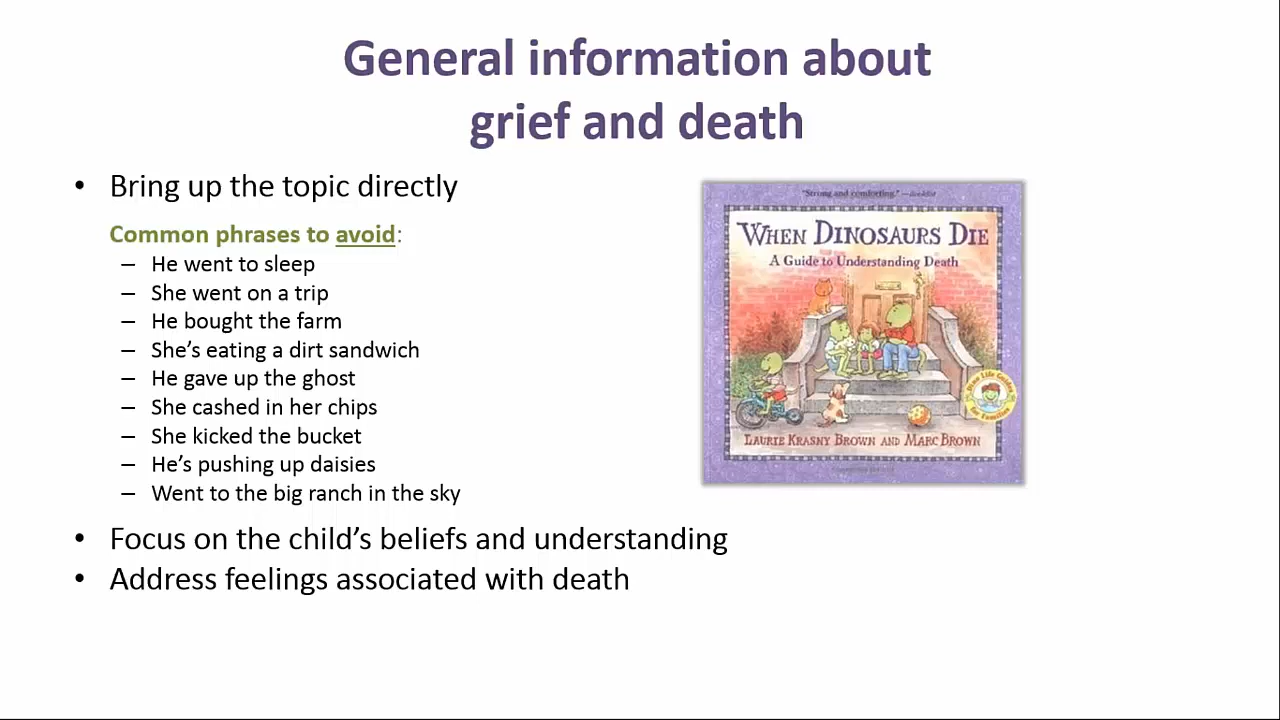 General information about
grief and death
• Bring up the topic directly
Common phrases to avoid:
– He went to sleep
– She went on a trip
– He bought the farm
– She’s eating a dirt sandwich
– He gave up the ghost
– She cashed in her chips
– She kicked the bucket
– He’s pushing up daisies
– Went to the big ranch in the sky
• Focus on the child’s beliefs and understanding
• Address feelings associated with death
"Strong and comforting." —Booklist
WHEN DINOSAURS DIE
A Guide to Understanding Death
LAURIE KRASNY BROWN AND MARC BROWN